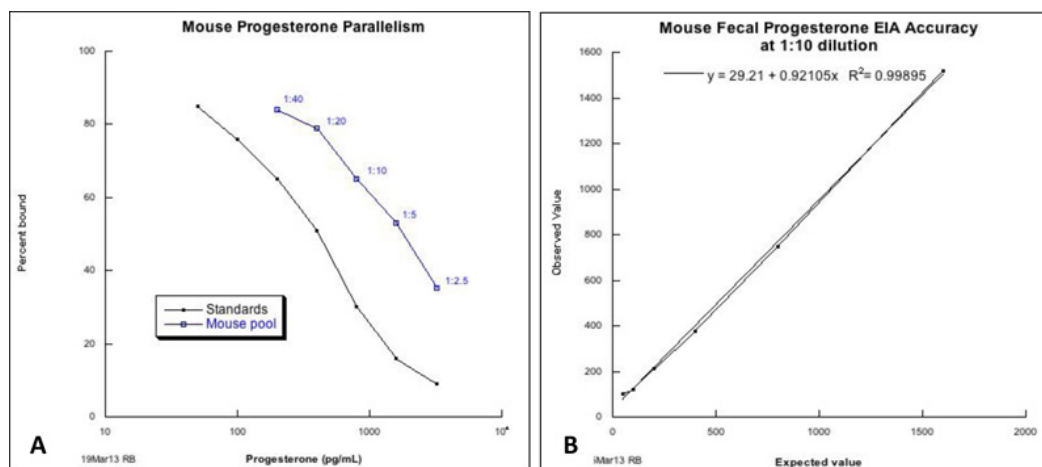 Mouse Progesterone Parallelism
100
80
60
40
20
0
Percent bound
1:40
1:20
1:10
1:5
1:2.5
Standards
Mouse pool
10
100
1000
10⁴
A
19Mar13 RB
Progesterone (pg/mL)
Mouse Fecal Progesterone EIA Accuracy
at 1:10 dilution
y = 29.21 + 0.92105x R²= 0.99895
1600
1400
1200
1000
800
600
400
200
0
Observed Value
0
500
1000
1500
2000
B
Mar13 RB
Expected value